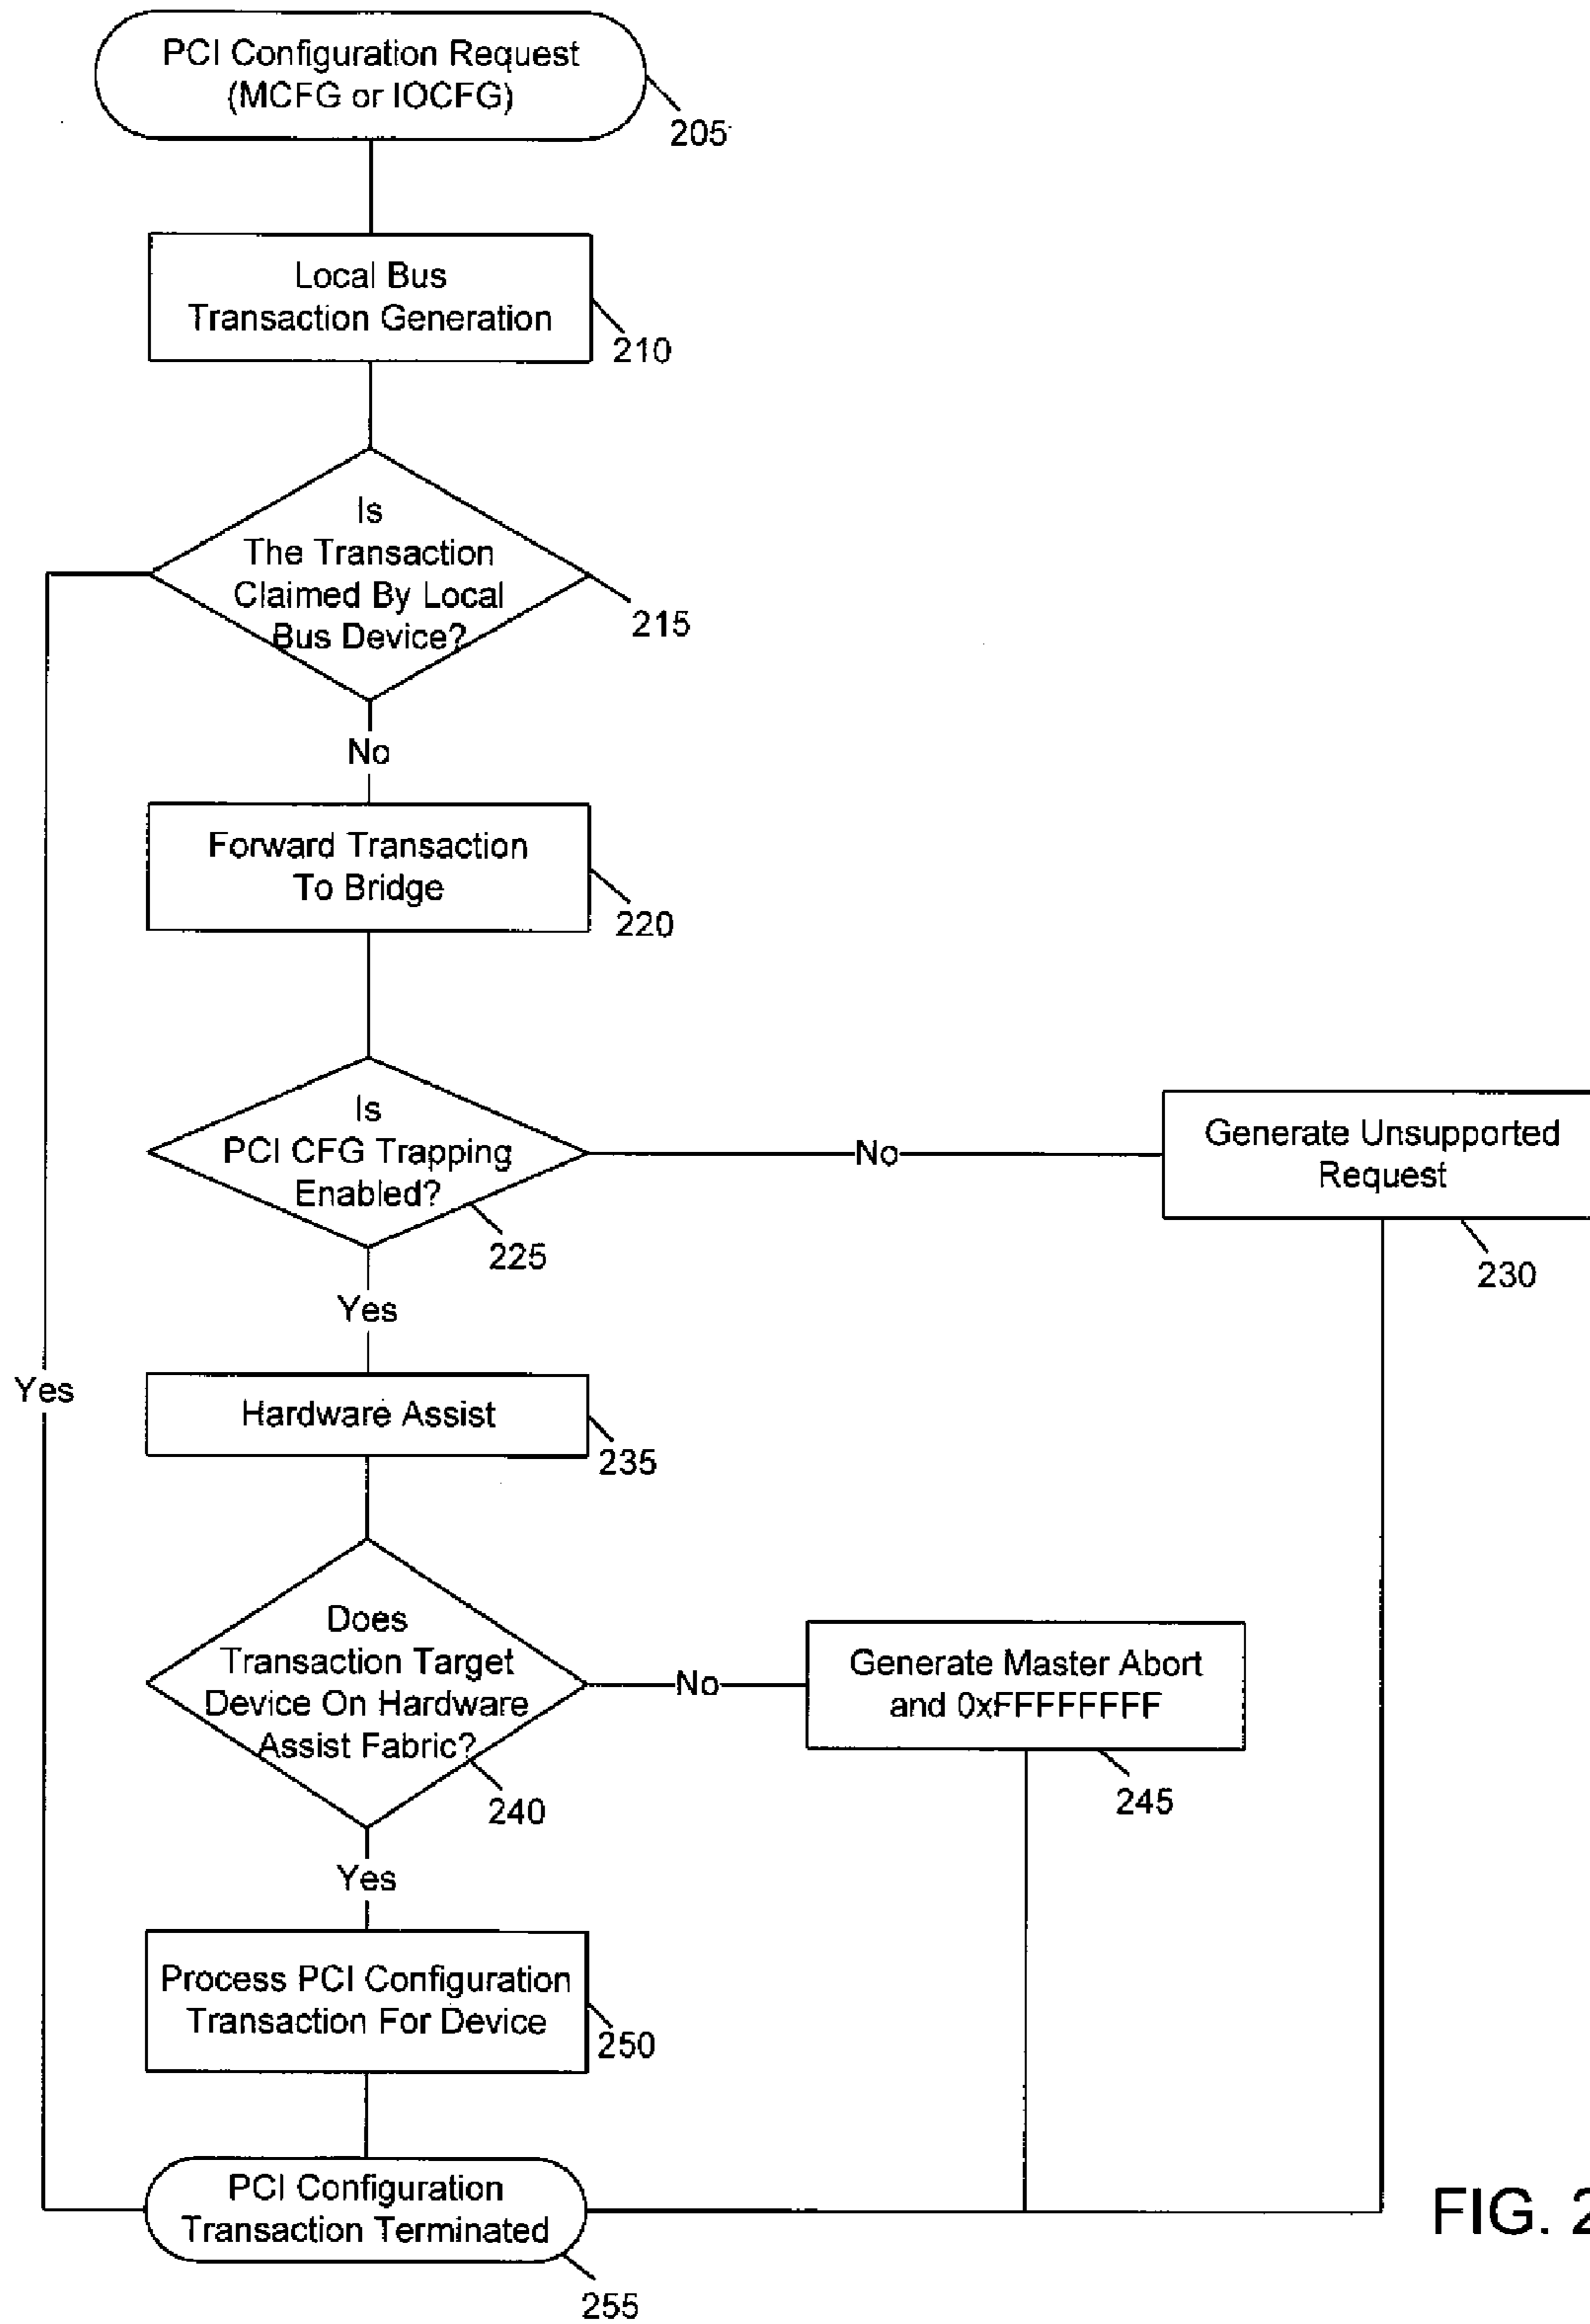 PCI Configuration Request
(MCFG or IOCFG)
205
Local Bus
Transaction Generation
210
Is
The Transaction
Claimed By Local
Bus Device?
215
No
Forward Transaction
To Bridge
220
Is
PCI CFG Trapping
Enabled?
225
No
Generate Unsupported
Request
230
Yes
Yes
Hardware Assist
235
Does
Transaction Target
Device On Hardware
Assist Fabric?
240
No
Generate Master Abort
and 0xFFFFFFFF
245
Yes
Process PCI Configuration
Transaction For Device
250
PCI Configuration
Transaction Terminated
255
FIG. 2